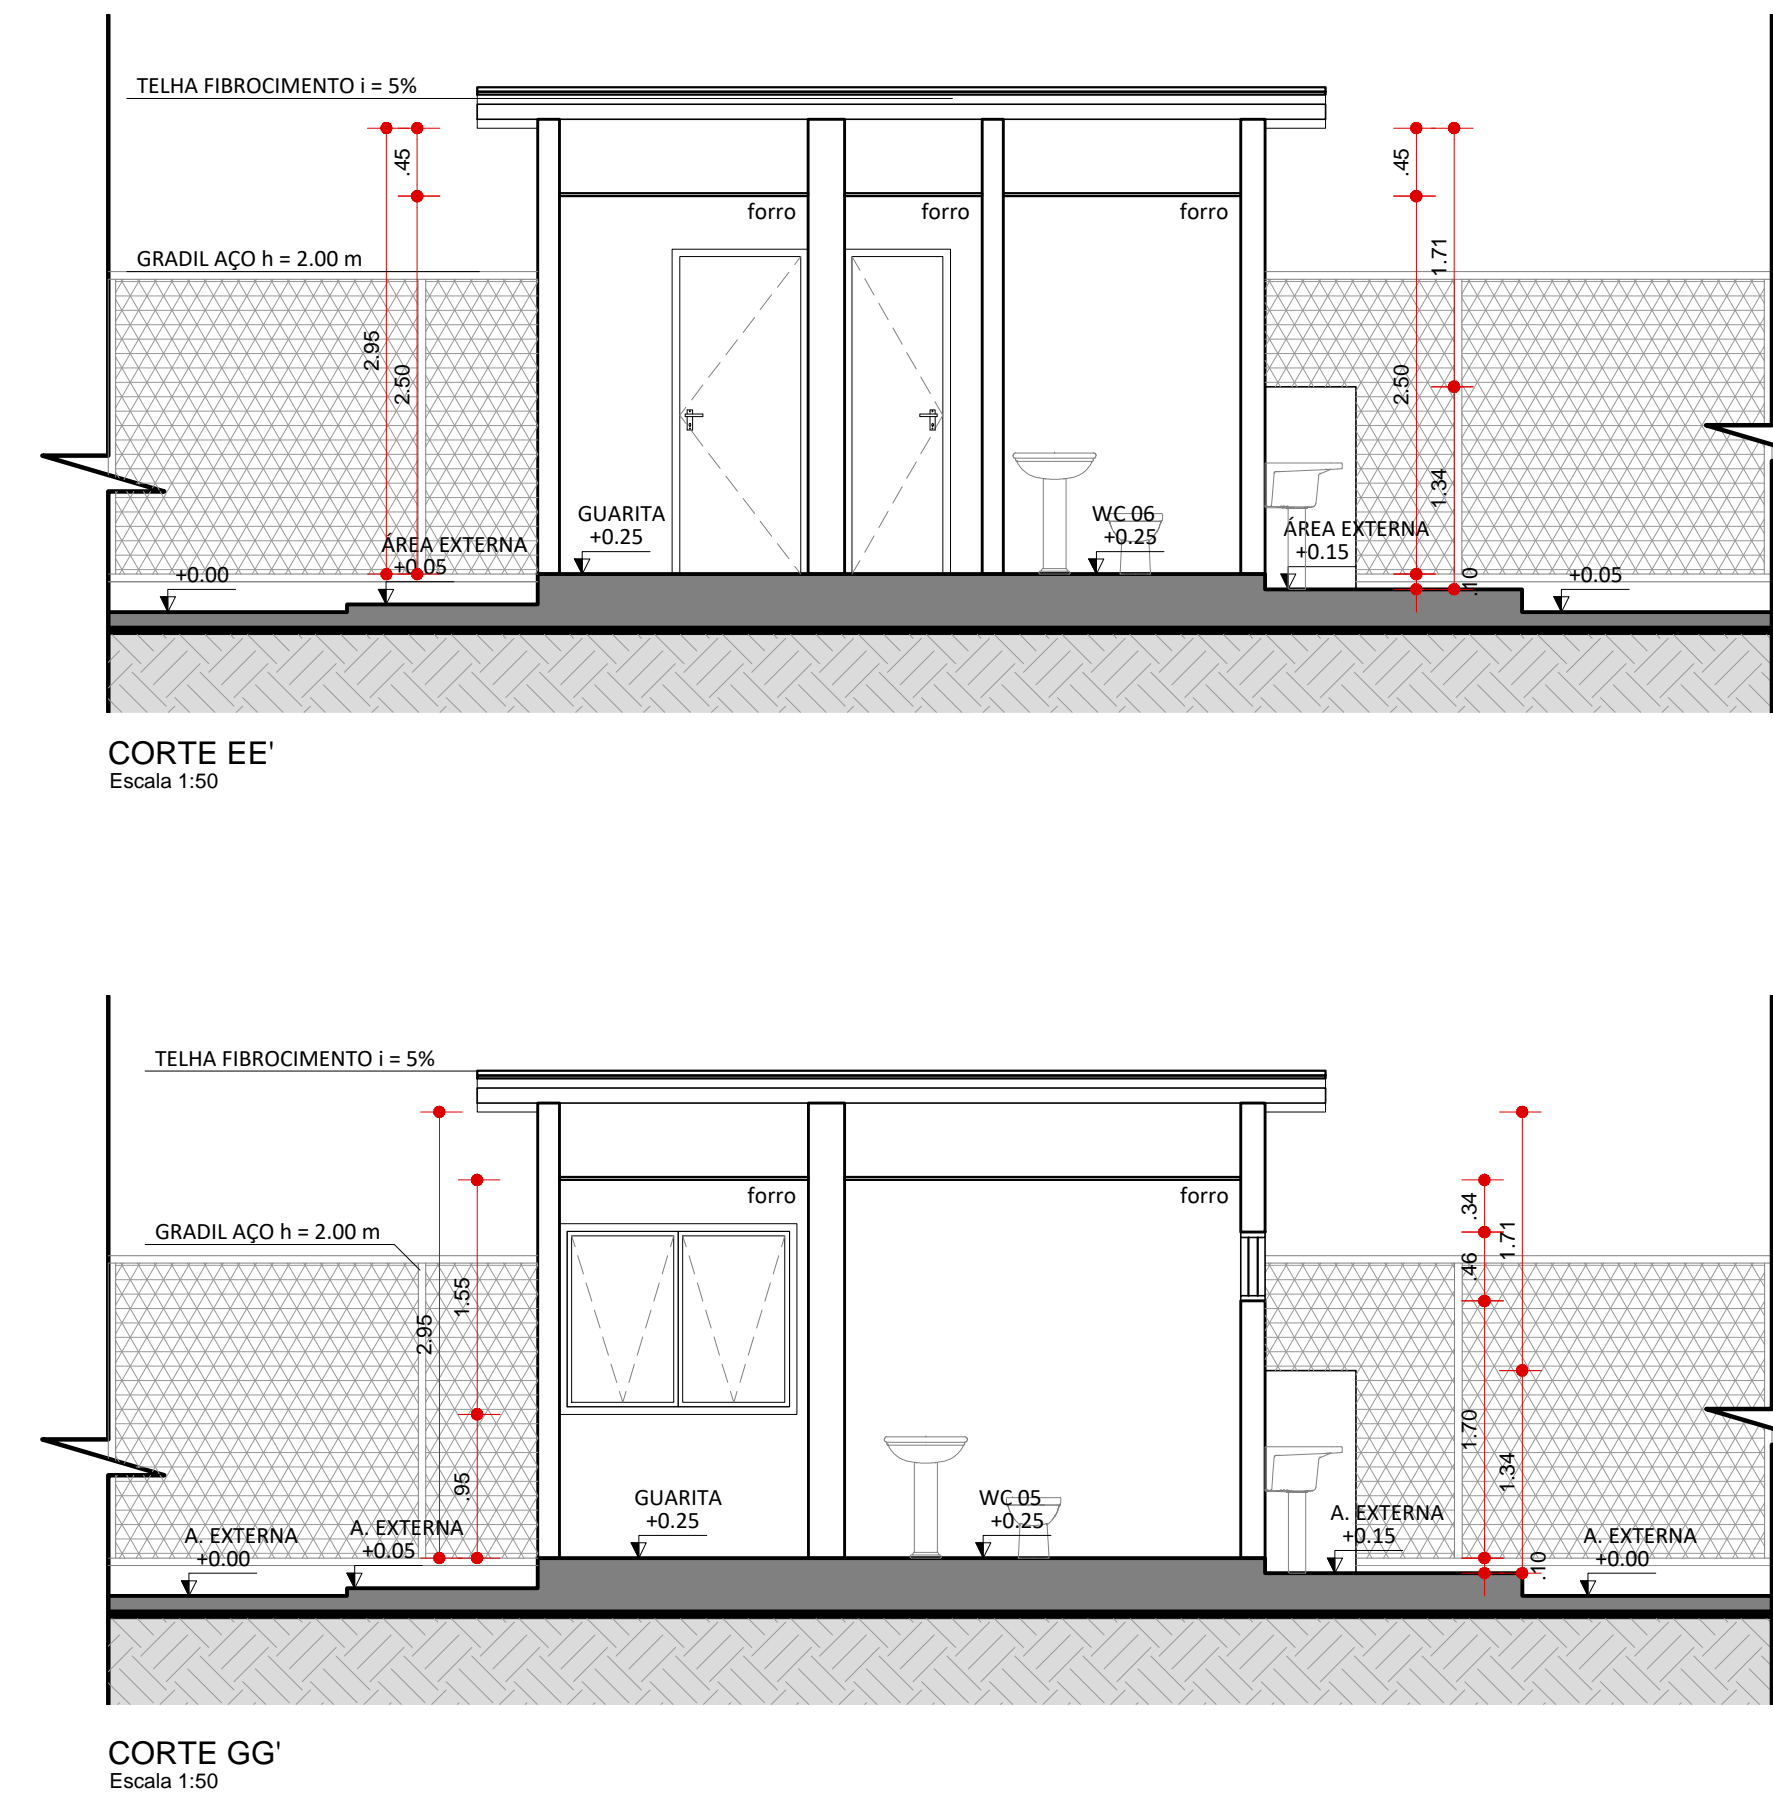 TELHA FIBROCIMENTO i = 5%
.45
.45
forro
forro
forro
GRADIL AÇO h = 2.00 m
1.71
2.95
2.50
2.50
1.34
GUARITA
+0.25
WC 06
+0.25
ÁREA EXTERNA
+0.05
ÁREA EXTERNA
+0.15
+0.00
.10
+0.05
CORTE EE'
Escala 1:50
TELHA FIBROCIMENTO i = 5%
forro
forro
.34
GRADIL AÇO h = 2.00 m
1.71
.46
1.55
2.95
1.70
1.34
.95
GUARITA
+0.25
WC 05
+0.25
A. EXTERNA
+0.00
A. EXTERNA
+0.05
A. EXTERNA
+0.15
A. EXTERNA
+0.00
.10
CORTE GG'
Escala 1:50